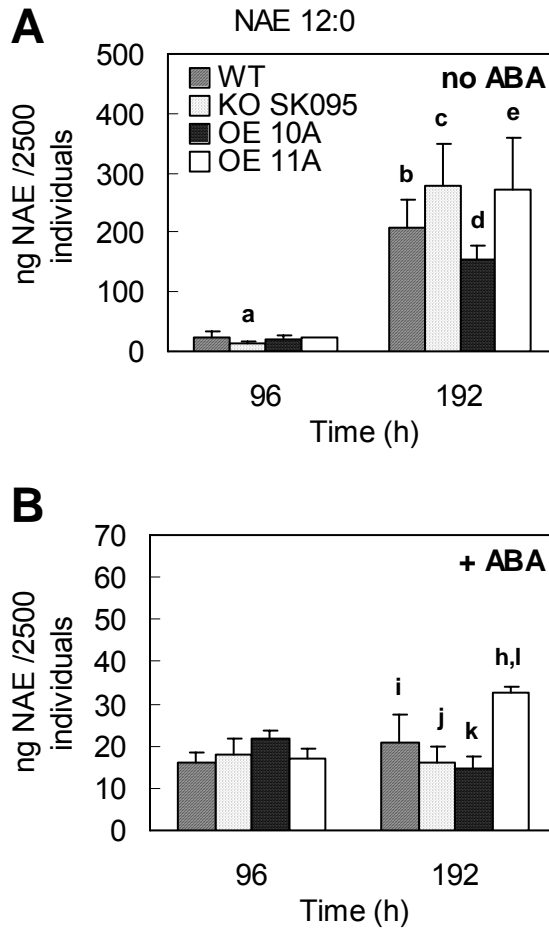 A
NAE 12:0
ng NAE /2500
individuals
500
400
300
200
100
0
WT
KO SK095
OE 10A
OE 11A
no ABA
a
b
c
d
e
96
192
Time (h)
B
ng NAE /2500
individuals
70
60
50
40
30
20
10
0
+ ABA
i
j
k
h,l
96
192
Time (h)